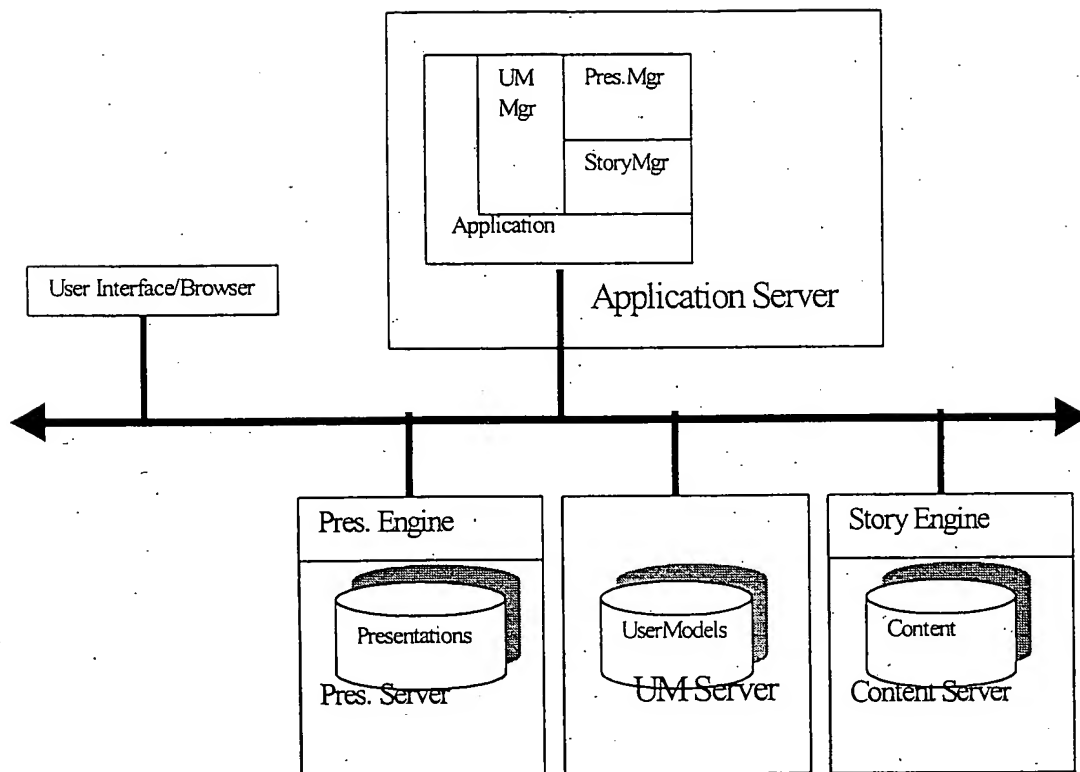 UM
Mgr
Pres.Mgr
StoryMgr
Application
Application Server
User Interface/Browser
Pres. Engine
Story Engine
Presentations
UserModels
Content
Pres. Server
UM Server
Content Server